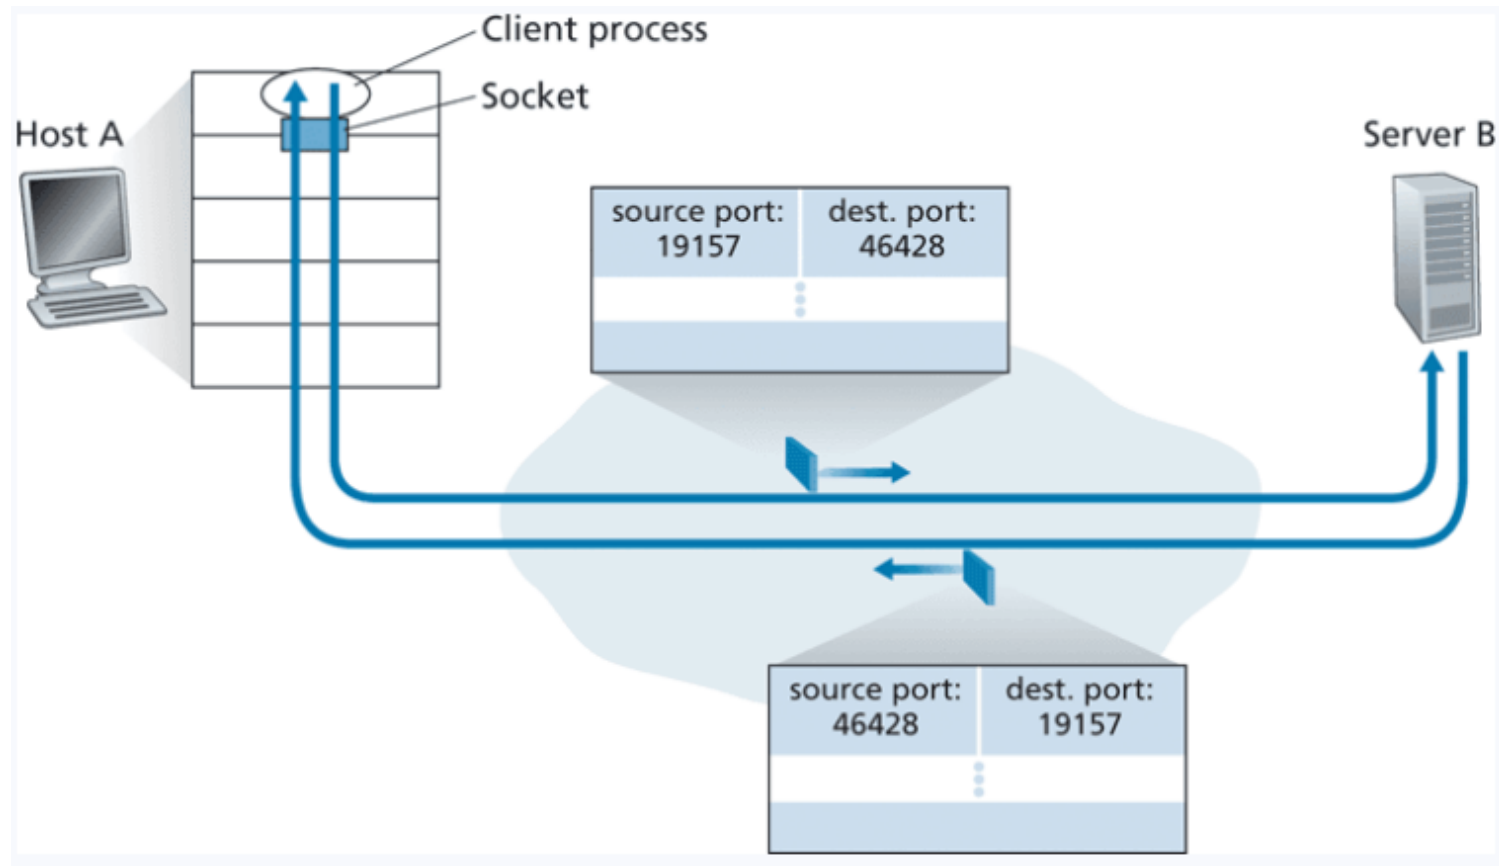 Client process
Socket
Host A
Server B
source port:
19157
dest. port:
46428
source port:
46428
dest. port:
19157